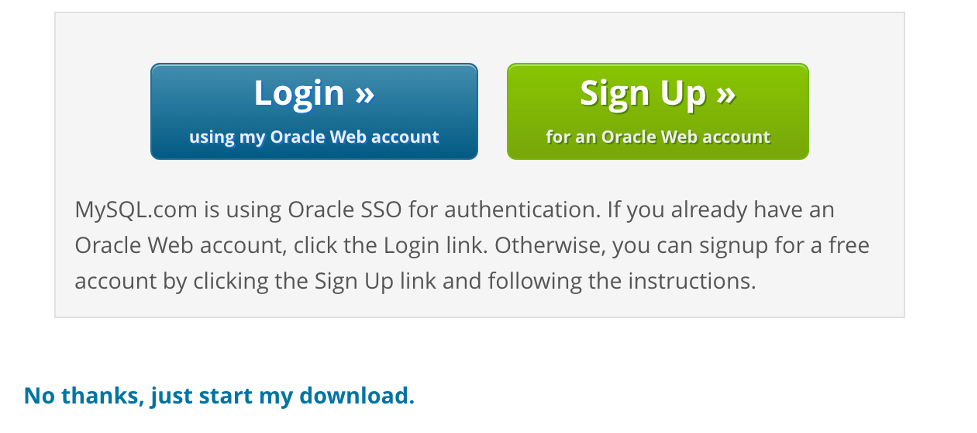 Login »
using my Oracle Web account
Sign Up »
for an Oracle Web account
MySQL.com is using Oracle SSO for authentication. If you already have an
Oracle Web account, click the Login link. Otherwise, you can signup for a free
account by clicking the Sign Up link and following the instructions.
No thanks, just start my download.